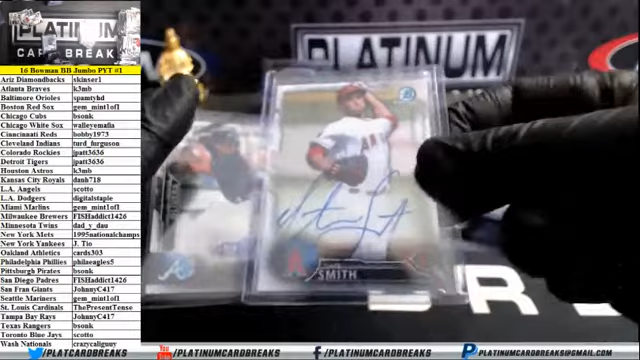 PLATINUM
CARD BREAK
16 Bowman BB Jumbo PYT #1
Ariz Diamondbacks skinser1
Atlanta Braves k3mb
Baltimore Orioles spamtyhd
Boston Red Sox gem_mint1of1
Chicago Cubs bsonk
Chicago White Sox walleyemafia
Cinncinnati Reds bobby1973
Cleveland Indians turd_furguson
Colorado Rockies jpatt3636
Detroit Tigers jpatt3636
Houston Astros k3mb
Kansas City Royals danh718
L.A. Angels scotto
L.A. Dodgers digitalstaple
Miami Marlins gem_mint1of1
Milwaukee Brewers FISHaddict1426
Minnesota Twins dad_y_dau
New York Mets 1995nationalchamps
New York Yankees J. Tio
Oakland Athletics cards303
Philadelphia Phillies philaeagles5
Pittsburgh Pirates bsonk
San Diego Padres FISHaddict1426
San Fran Giants JohnnyC417
Seattle Mariners gem_mint1of1
St. Louis Cardinals ThePresentTense
Tampa Bay Rays JohnnyC417
Texas Rangers bsonk
Toronto Blue Jays scotto
Wash Nationals crazycaliguy
PLATINUM
SMITH
/PLATCARDBREAKS
/PLATINUMCARDBREAKS
/PLATINUMCARDBREAKS
PLATINUMCARDBREAKS@GMAIL.COM